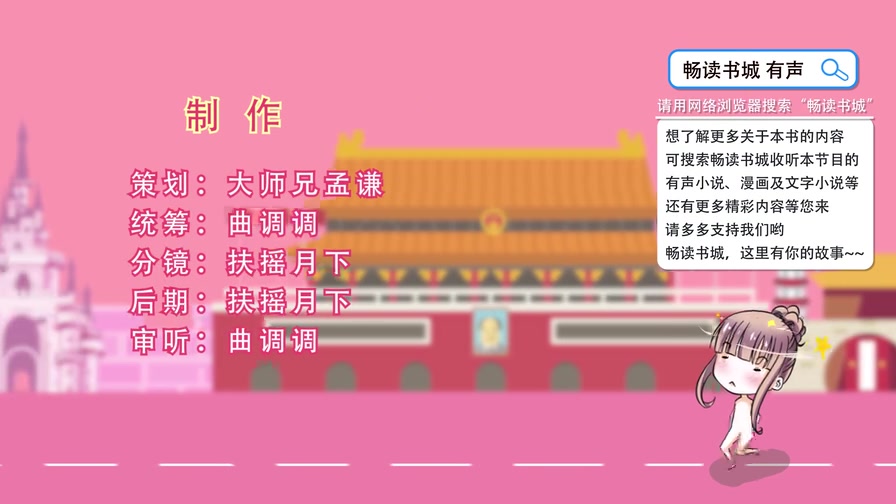 制 作
策划：大师兄孟谦
统筹：曲调调
分镜：扶摇月下
后期：扶摇月下
审听：曲调调
畅读书城 有声
请用网络浏览器搜索“畅读书城”
想了解更多关于本书的内容
可搜索畅读书城收听本节目的
有声小说、漫画及文字小说等
还有更多精彩内容等您来
请多多支持我们哟
畅读书城，这里有你的故事~~